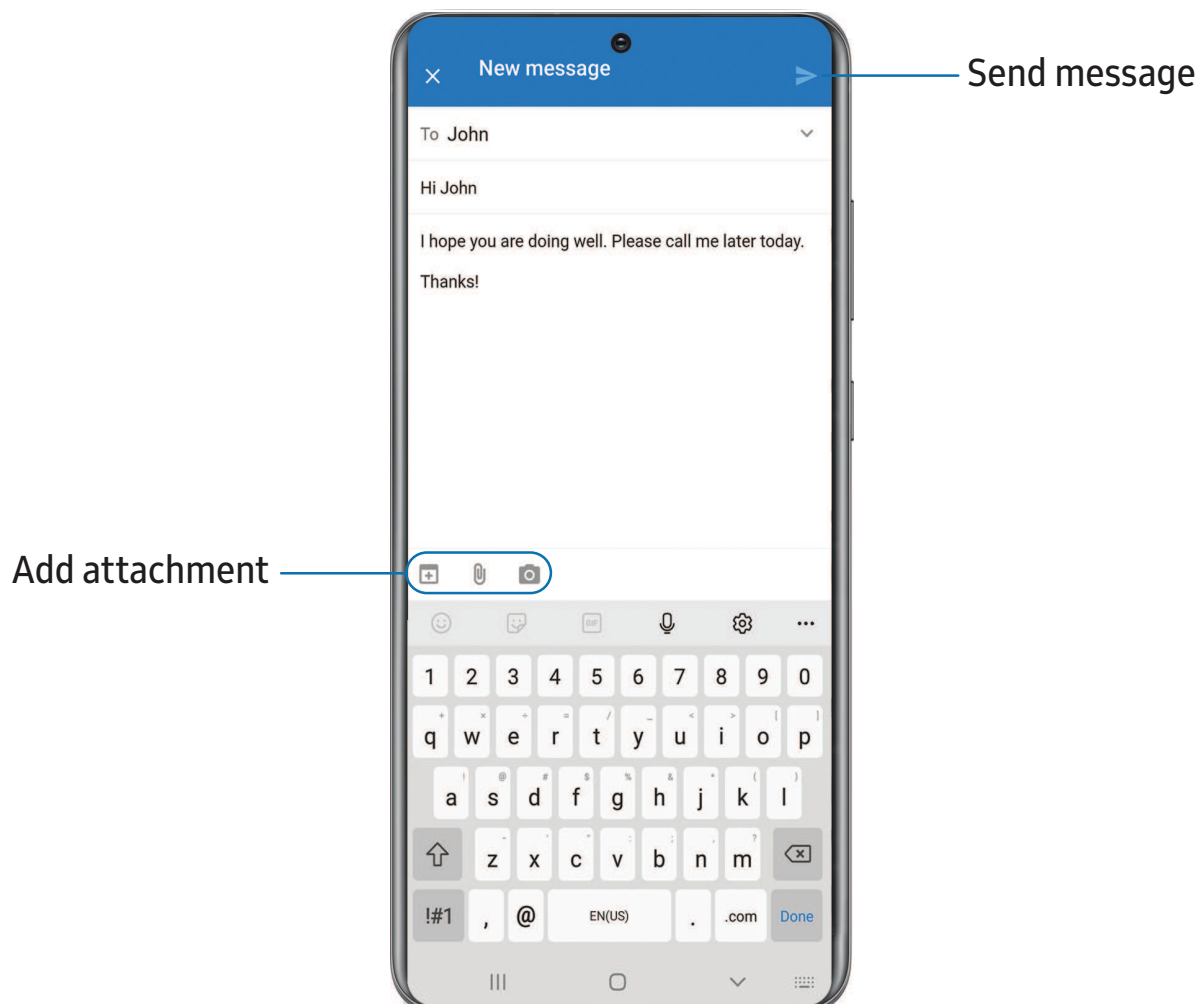 New message
Send message
To John
Hi John
I hope you are doing well. Please call me later today.
Thanks!
Add attachment
GIF
1 2 3 4 5 6 7 8 9 0
q w e r t y u i o p
a s d f g h j k l
z x c v b n m
!#1 , @ EN(US) . .com Done